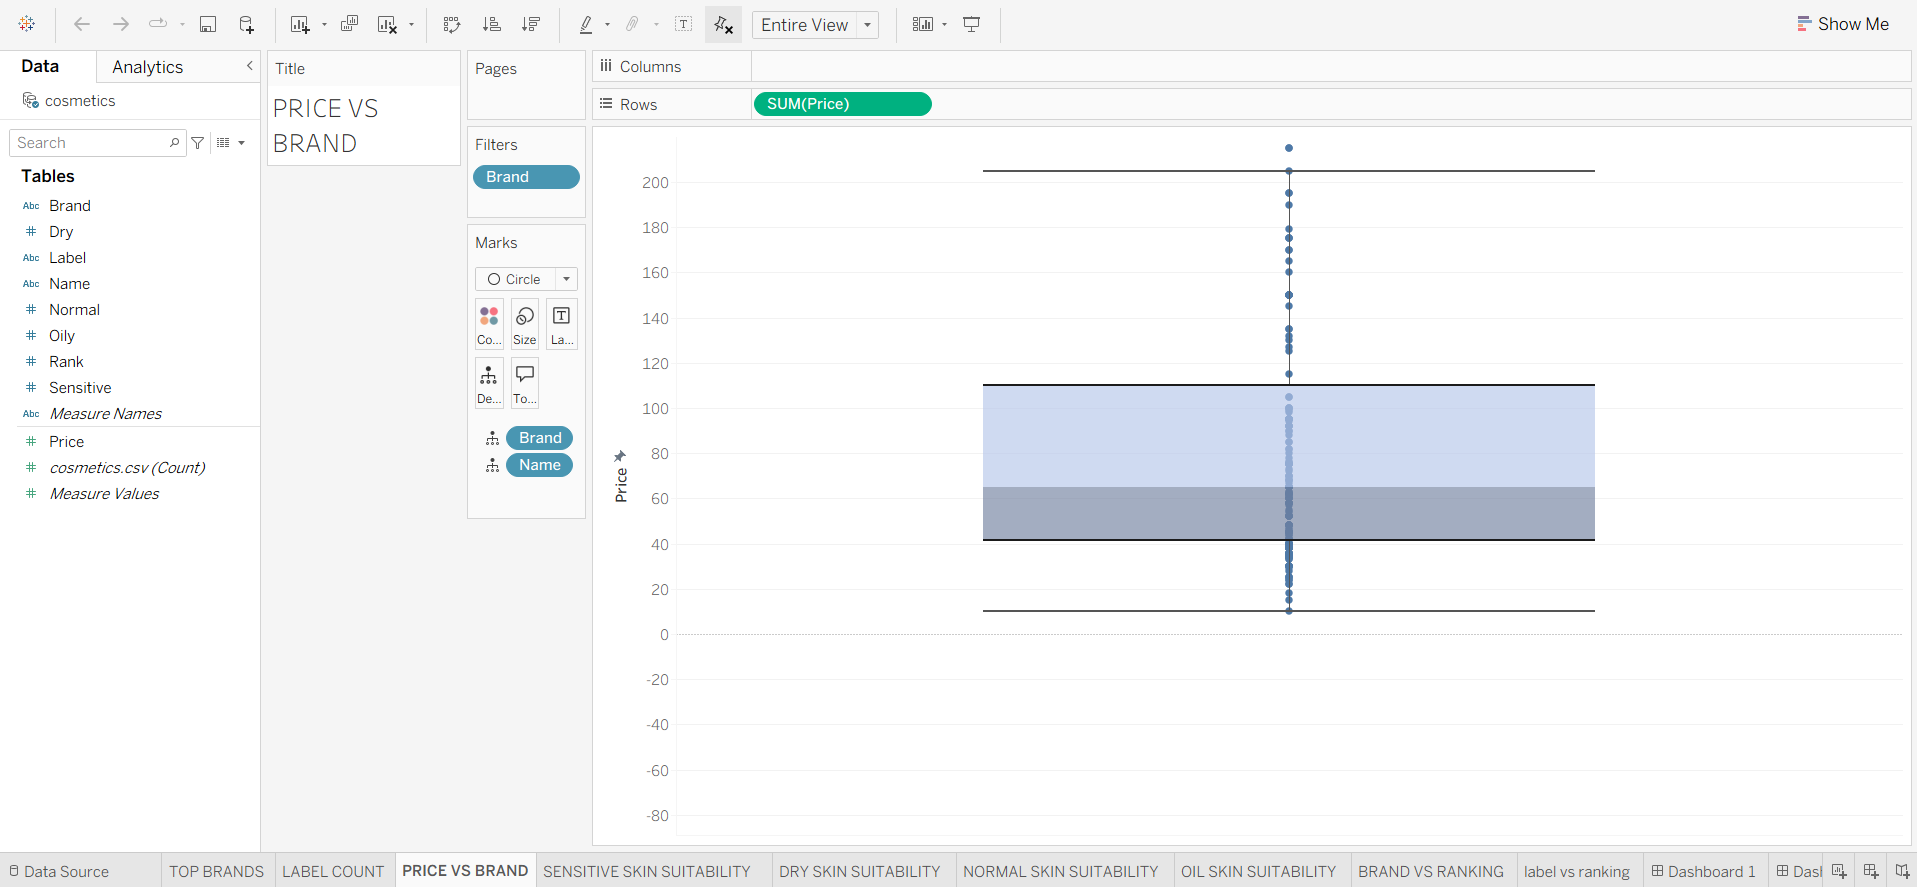 Entire View
Show Me
Data
Analytics
cosmetics
Search
Tables
Abc Brand
# Dry
Abc Label
Abc Name
# Normal
# Oily
# Rank
# Sensitive
Abc Measure Names
# Price
# cosmetics.csv (Count)
# Measure Values
Title
PRICE VS
BRAND
Pages
Filters
Brand
Marks
Circle
Co...
Size
T
La...
De...
To...
Brand
Name
Columns
Rows
SUM(Price)
Price
200
180
160
140
120
100
80
60
40
20
0
-20
-40
-60
-80
Data Source
TOP BRANDS
LABEL COUNT
PRICE VS BRAND
SENSITIVE SKIN SUITABILITY
DRY SKIN SUITABILITY
NORMAL SKIN SUITABILITY
OIL SKIN SUITABILITY
BRAND VS RANKING
label vs ranking
Dashboard 1
Dasl